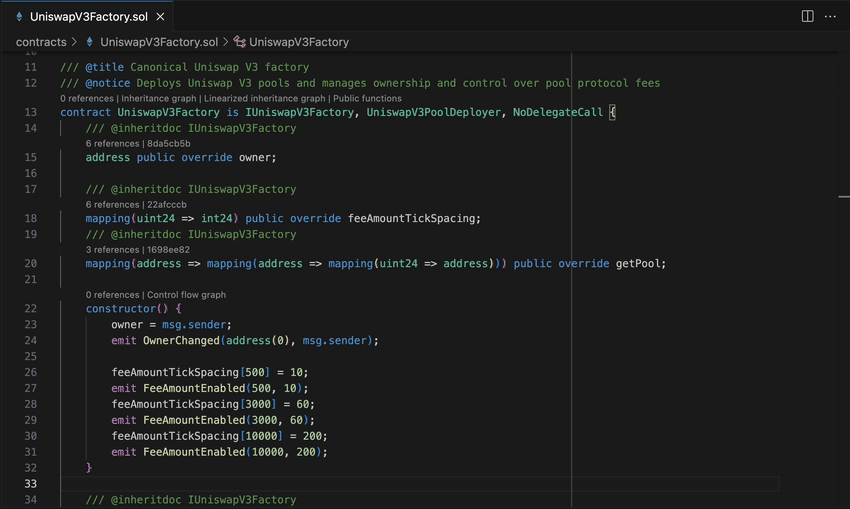 UniswapV3Factory.sol
contracts > UniswapV3Factory.sol > UniswapV3Factory
10
11 /// @title Canonical Uniswap V3 factory
12 /// @notice Deploys Uniswap V3 pools and manages ownership and control over pool protocol fees
0 references | Inheritance graph | Linearized inheritance graph | Public functions
13 contract UniswapV3Factory is IUniswapV3Factory, UniswapV3PoolDeployer, NoDelegateCall {
14 /// @inheritdoc IUniswapV3Factory
6 references | 8da5cb5b
15 address public override owner;
16
17 /// @inheritdoc IUniswapV3Factory
6 references | 22afcccb
18 mapping(uint24 => int24) public override feeAmountTickSpacing;
19 /// @inheritdoc IUniswapV3Factory
3 references | 1698ee82
20 mapping(address => mapping(address => mapping(uint24 => address))) public override getPool;
21
0 references | Control flow graph
22 constructor() {
23 owner = msg.sender;
24 emit OwnerChanged(address(0), msg.sender);
25
26 feeAmountTickSpacing[500] = 10;
27 emit FeeAmountEnabled(500, 10);
28 feeAmountTickSpacing[3000] = 60;
29 emit FeeAmountEnabled(3000, 60);
30 feeAmountTickSpacing[10000] = 200;
31 emit FeeAmountEnabled(10000, 200);
32 }
33
34 /// @inheritdoc IUniswapV3Factory